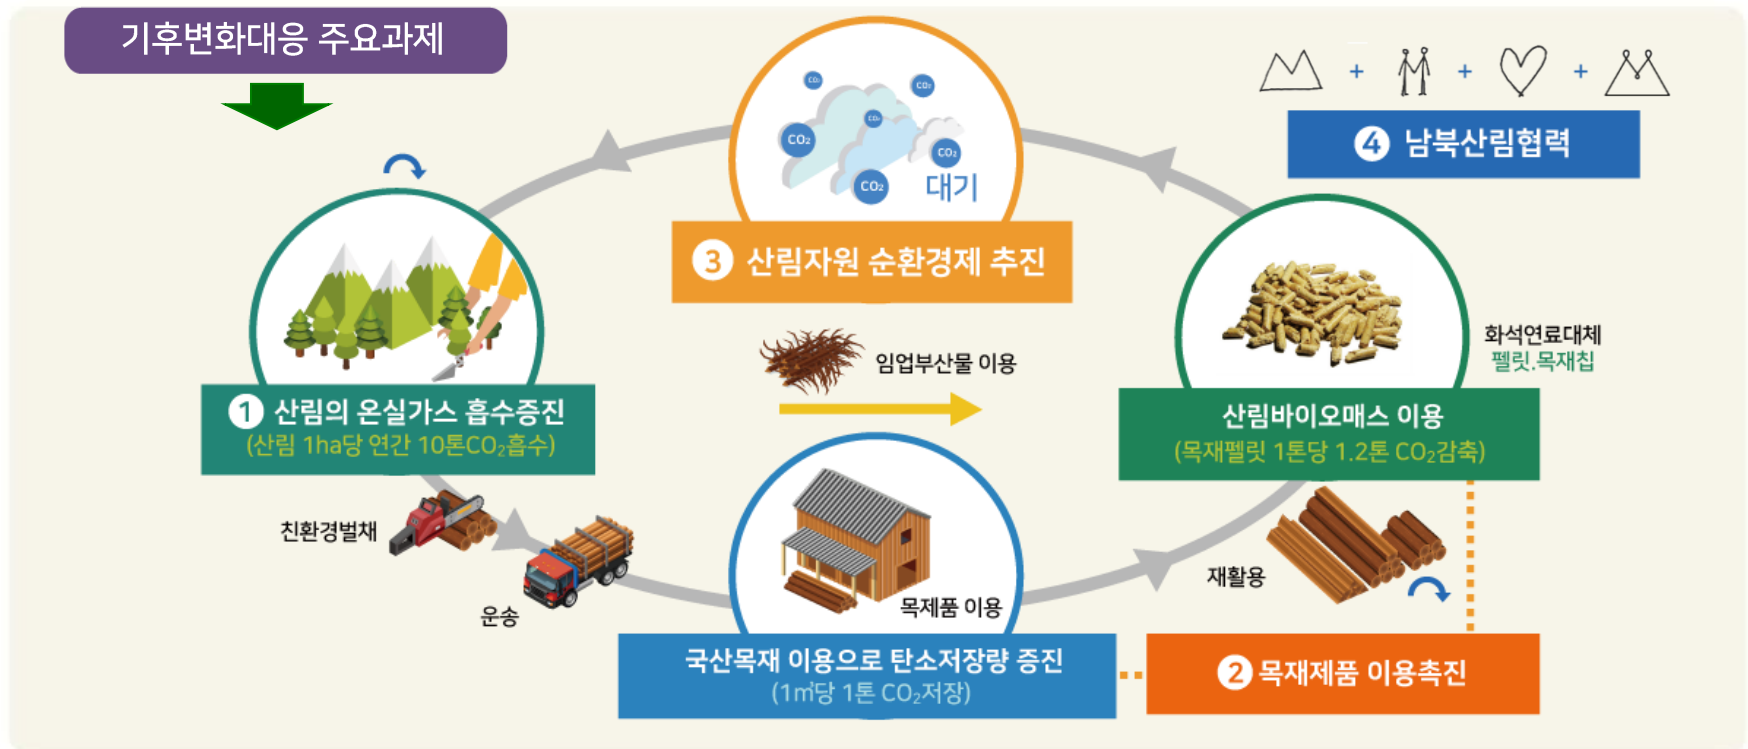 기후변화대응 주요과제
CO₂
CO₂
CO₂
CO₂
CO₂
CO₂
대기
③ 산림자원 순환경제 추진
+ + +
④ 남북산림협력
① 산림의 온실가스 흡수증진
(산림 1ha당 연간 10톤CO₂흡수)
임업부산물 이용
화석연료대체
펠릿.목재칩
산림바이오매스 이용
(목재펠릿 1톤당 1.2톤 CO₂감축)
친환경벌채
운송
목제품 이용
국산목재 이용으로 탄소저장량 증진
(1㎥당 1톤 CO₂저장)
재활용
② 목재제품 이용촉진